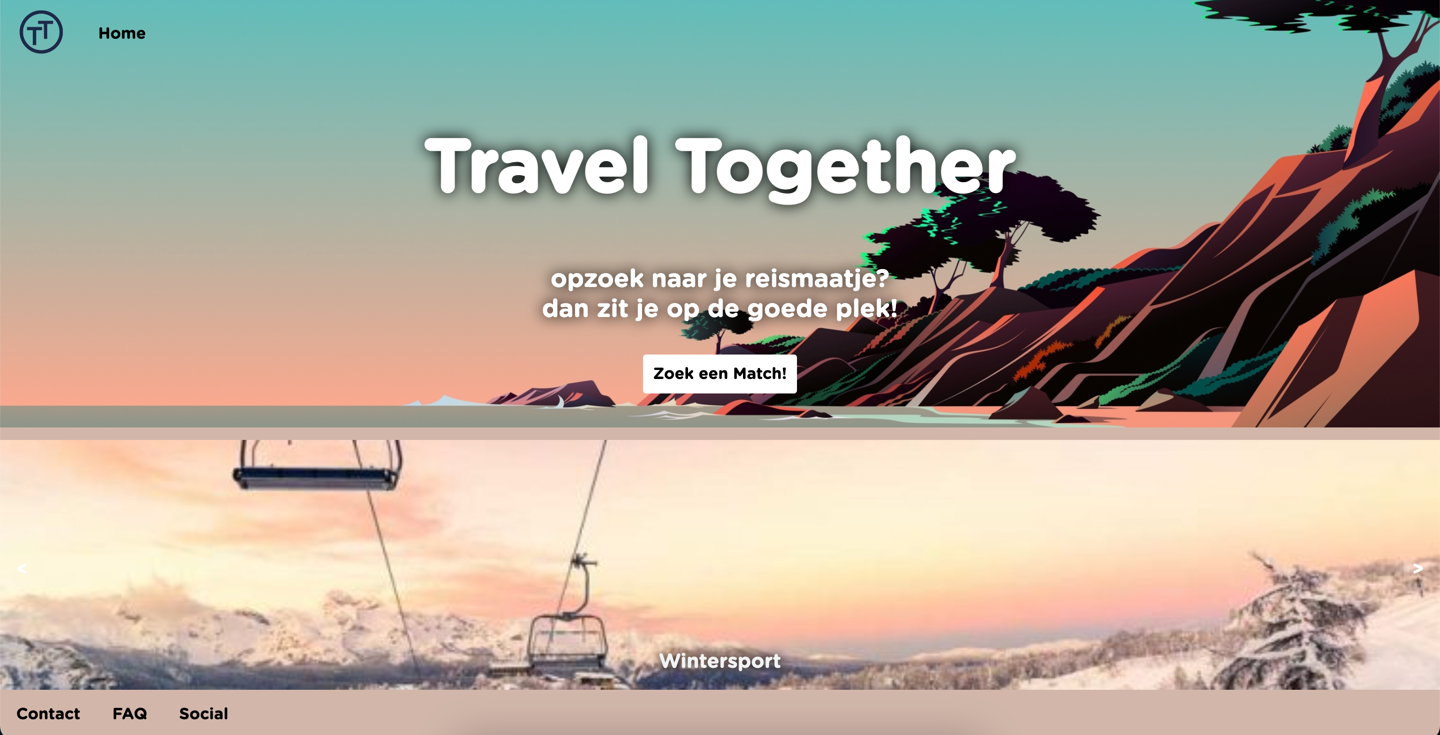 TT
Home
Travel Together
opzoek naar je reismaatje?
dan zit je op de goede plek!
Zoek een Match!
<
>
Wintersport
Contact
FAQ
Social